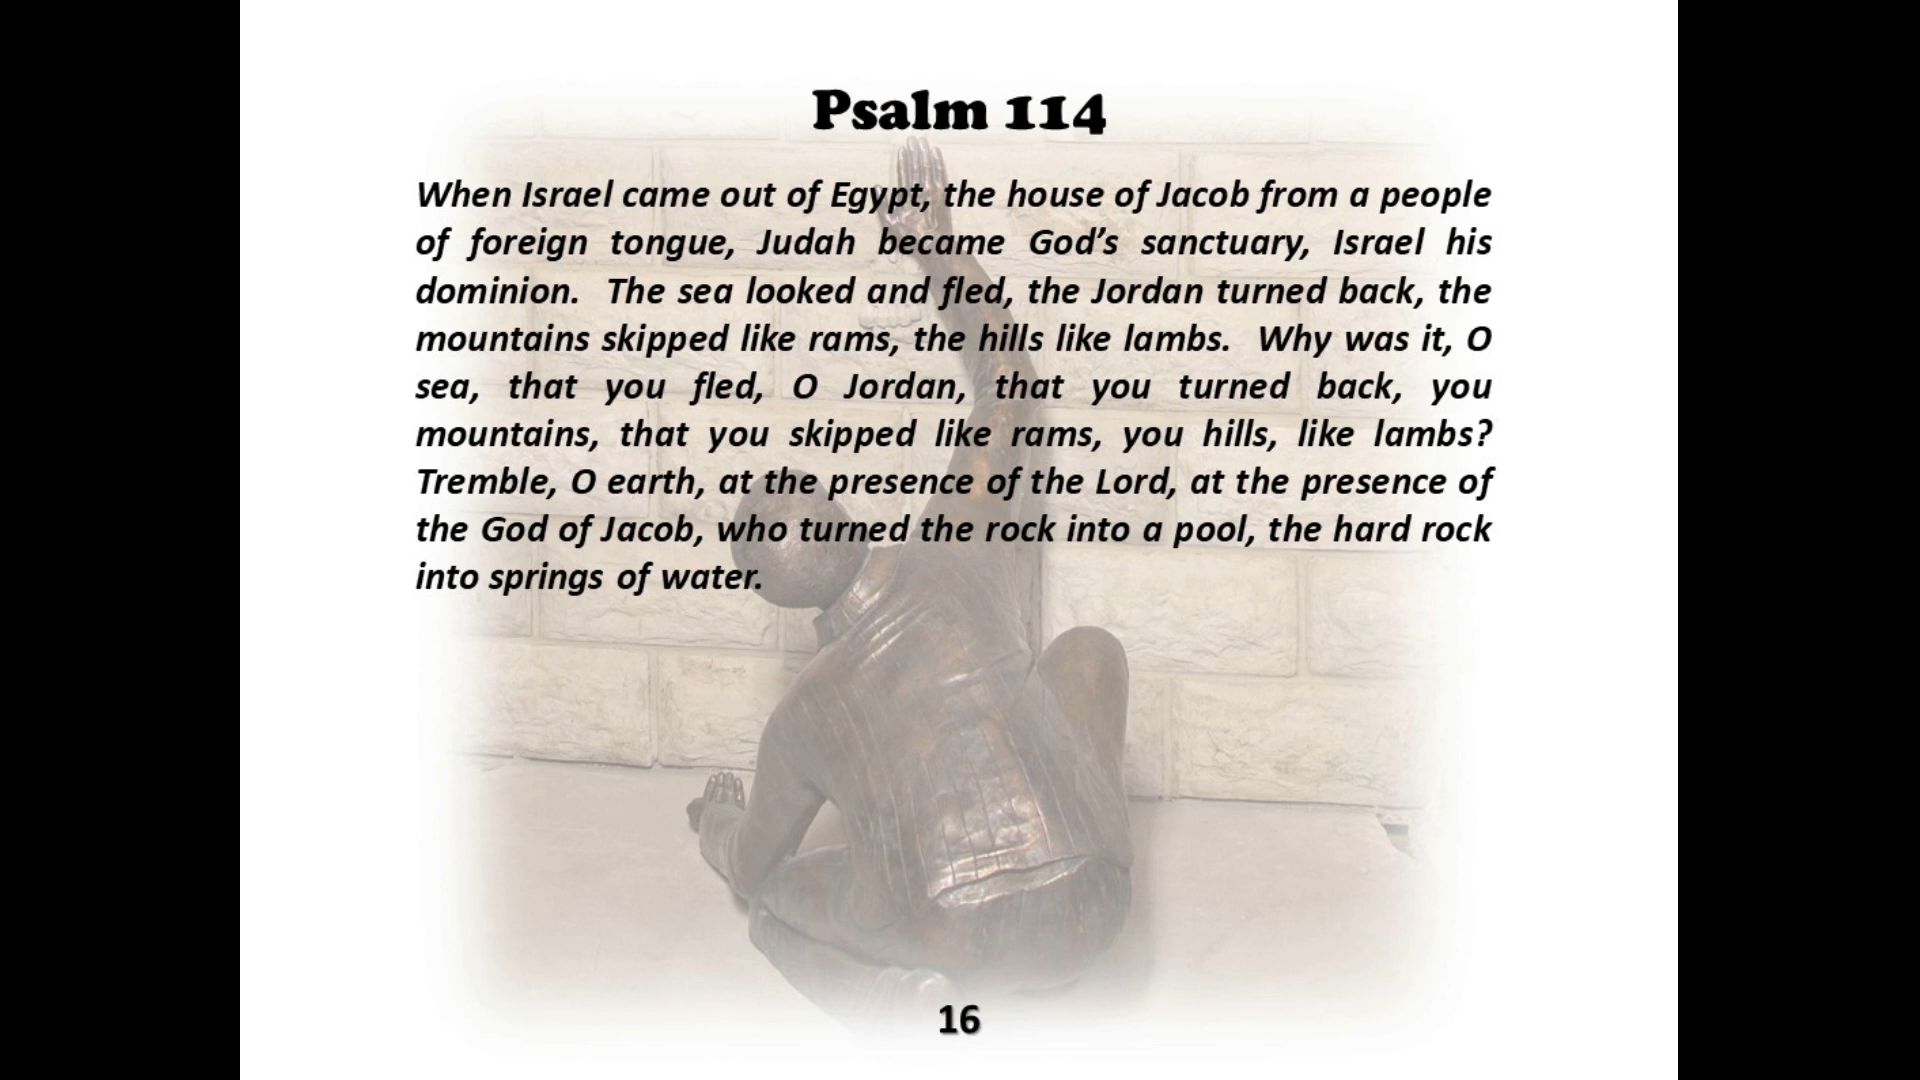 Psalm 114
When Israel came out of Egypt, the house of Jacob from a people
of foreign tongue, Judah became God’s sanctuary, Israel his
dominion.  The sea looked and fled, the Jordan turned back, the
mountains skipped like rams, the hills like lambs.  Why was it, O
sea, that you fled, O Jordan, that you turned back, you
mountains, that you skipped like rams, you hills, like lambs?
Tremble, O earth, at the presence of the Lord, at the presence of
the God of Jacob, who turned the rock into a pool, the hard rock
into springs of water.
16